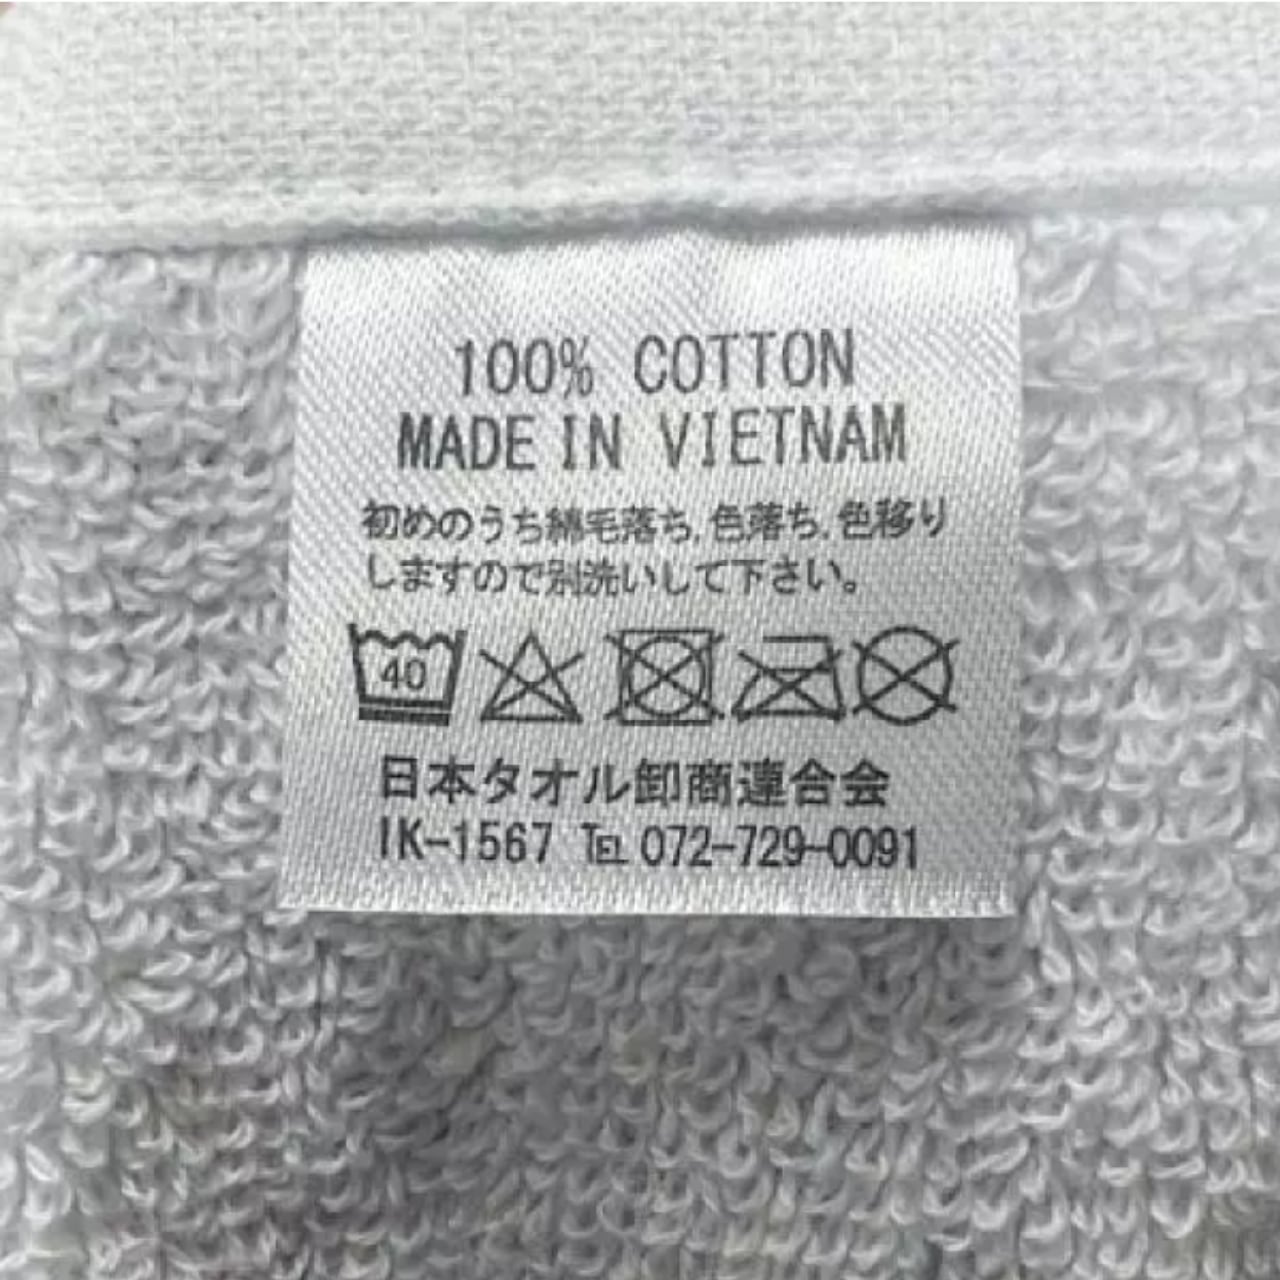 100% COTTON
MADE IN VIETNAM
初めのうち綿毛落ち,色落ち,色移り
しますので別洗いして下さい。
40
日本タオル卸商連合会
IK-1567 ℡ 072-729-0091